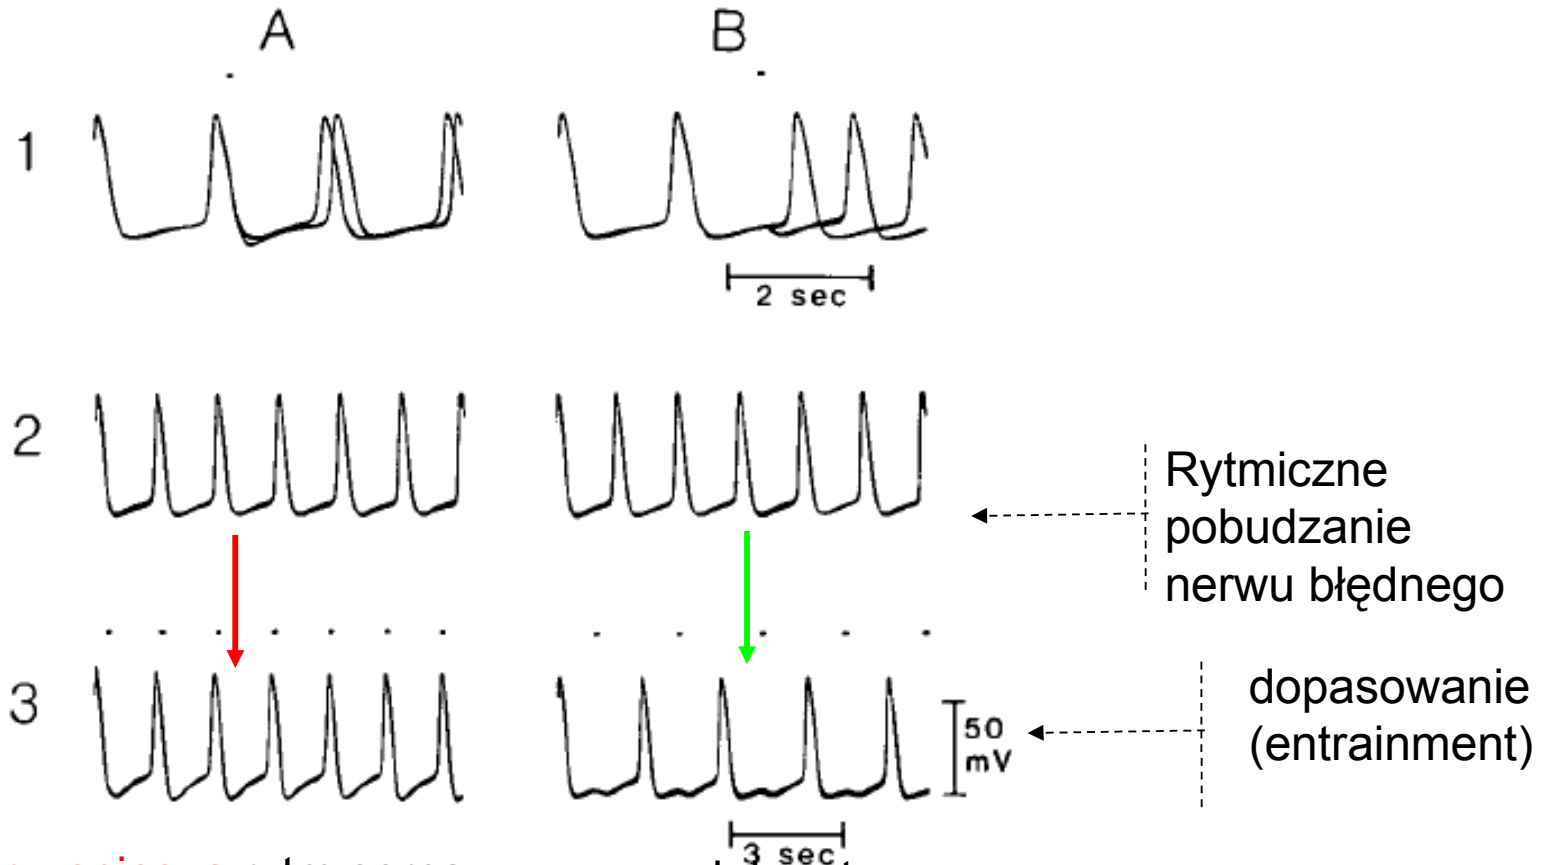 A B
1
2 sec
2
Rytmiczne
pobudzanie
nerwu błędnego
3
50
mV
dopasowanie
(entrainment)
3 sec